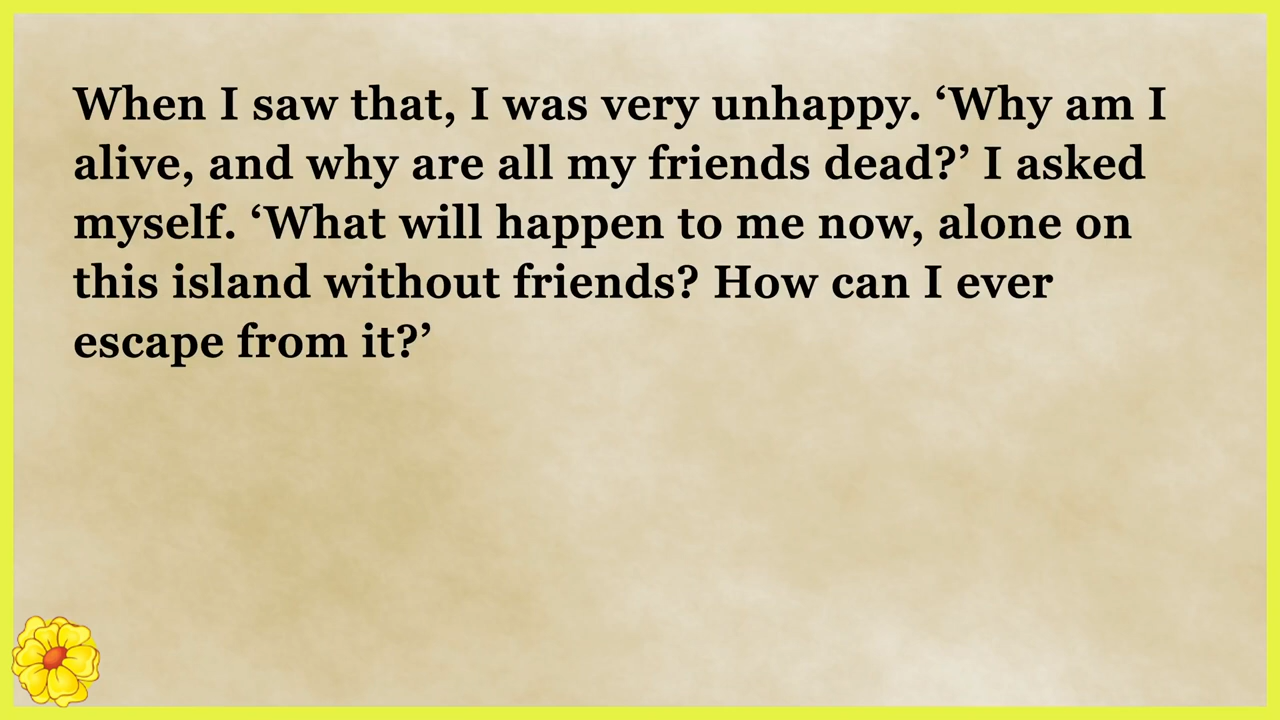 When I saw that, I was very unhappy. ‘Why am I
alive, and why are all my friends dead?’ I asked
myself. ‘What will happen to me now, alone on
this island without friends? How can I ever
escape from it?’